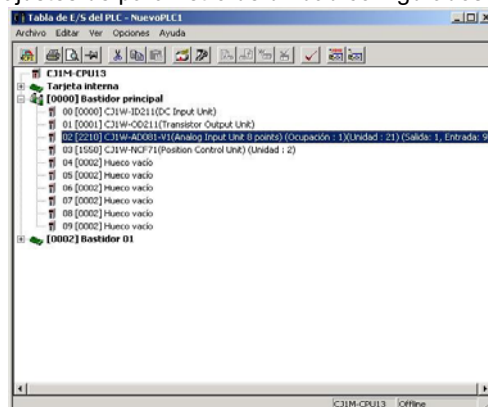 Tabla de E/S del PLC - NuevoPLC1
Archivo Editar Ver Opciones Ayuda
CJ1M-CPU13
Tarjeta interna
[0000] Bastidor principal
00 [0000] CJ1W-ID211(DC Input Unit)
01 [0001] CJ1W-OD211(Transistor Output Unit)
02 [2210] CJ1W-AD081-V1(Analog Input Unit 8 points) (Ocupación : 1)(Unidad : 21) (Salida: 1, Entrada: 9
03 [1550] CJ1W-NCF71(Position Control Unit) (Unidad : 2)
04 [0002] Hueco vacío
05 [0002] Hueco vacío
06 [0002] Hueco vacío
07 [0002] Hueco vacío
08 [0002] Hueco vacío
09 [0002] Hueco vacío
[0002] Bastidor 01
CJ1M-CPU13 Offline